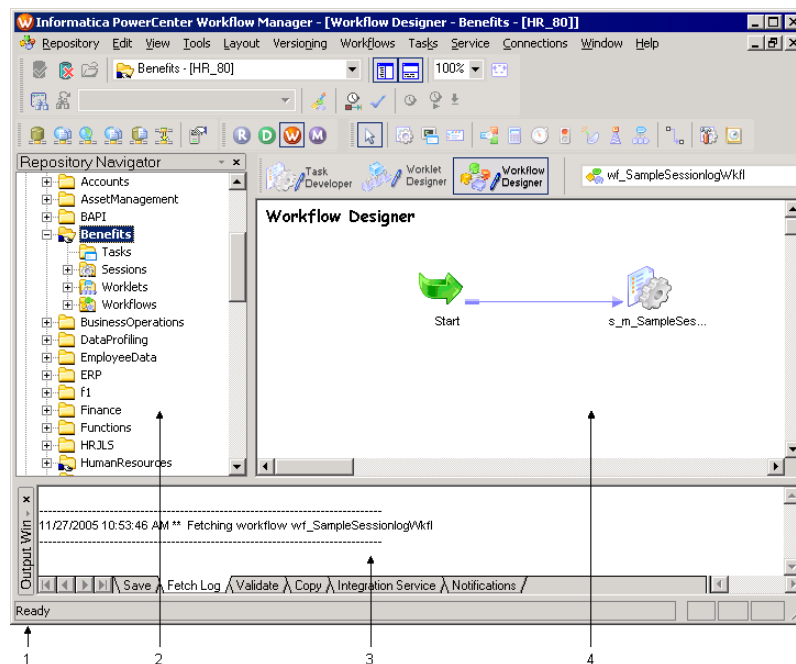 Informatica PowerCenter Workflow Manager - [Workflow Designer - Benefits - [HR_80]]
Repository Edit View Tools Layout Versioning Workflows Tasks Service Connections Window Help
Benefits - [HR_80] 100%
R D W M
Repository Navigator
Accounts
AssetManagement
BAPI
Benefits
Tasks
Sessions
Worklets
Workflows
BusinessOperations
DataProfiling
EmployeeData
ERP
f1
Finance
Functions
HRJLS
HumanResources
Task Developer
Worklet Designer
Workflow Designer
wf_SampleSessionlogWkfl
Workflow Designer
Start
s_m_SampleSes...
Output Win
--------------------------------------------------------------------------------
11/27/2005 10:53:46 AM ** Fetching workflow wf_SampleSessionlogWkfl
--------------------------------------------------------------------------------
Save Fetch Log Validate Copy Integration Service Notifications
Ready
1 2 3 4